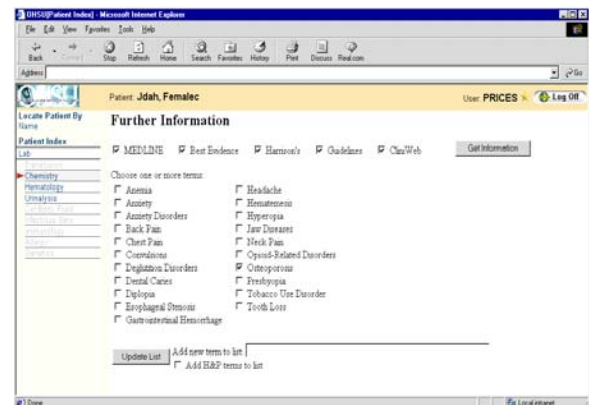 OHSU[Patient Index] - Microsoft Internet Explorer
File Edit View Favorites Tools Help
Back Forward Stop Refresh Home Search Favorites History Print Discuss Real.com
Address Go
Patient: Jdah, Femalec User: PRICES Log Off
Locate Patient By
Name
Patient Index
Lab
Chemistry
Hematology
Urinalysis
Immunology
Allergy
Genetics
Further Information
MEDLINE Best Evidence Harrison's Guidelines CliniWeb Get Information
Choose one or more terms:
Anemia Headache
Anxiety Hematemesis
Anxiety Disorders Hyperopia
Back Pain Jaw Diseases
Chest Pain Neck Pain
Convulsions Opioid-Related Disorders
Deglutition Disorders Osteoporosis
Dental Caries Presbyopia
Diplopia Tobacco Use Disorder
Esophageal Stenosis Tooth Loss
Gastrointestinal Hemorrhage
Update List Add new term to list:
Add H&P terms to list
Done Local intranet